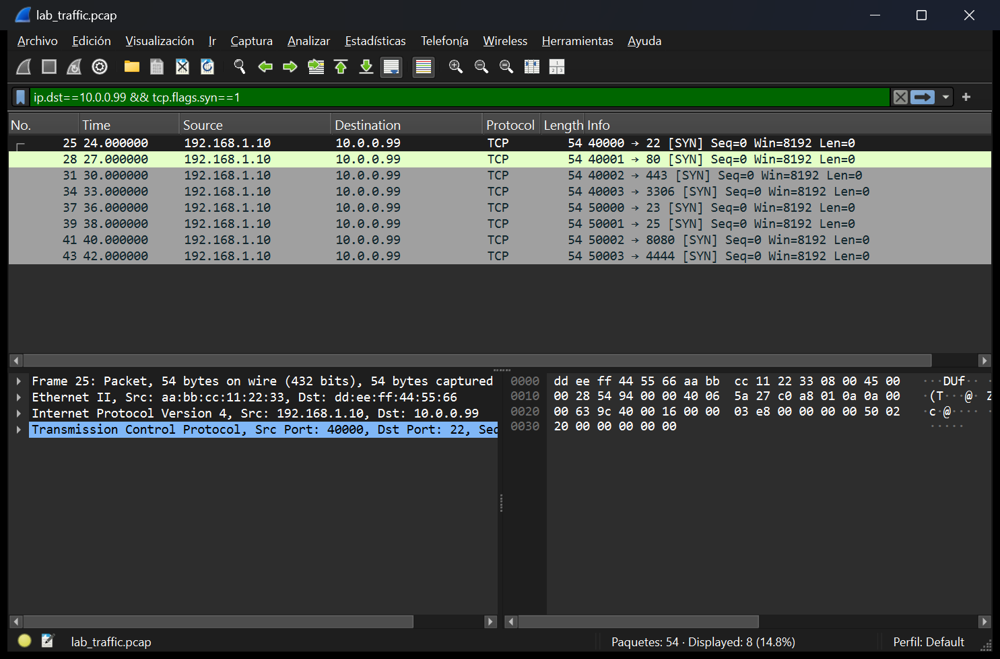 lab_traffic.pcap
Archivo Edición Visualización Ir Captura Analizar Estadísticas Telefonía Wireless Herramientas Ayuda
ip.dst==10.0.0.99 && tcp.flags.syn==1
No. Time Source Destination Protocol Length Info
25 24.000000 192.168.1.10 10.0.0.99 TCP 54 40000 → 22 [SYN] Seq=0 Win=8192 Len=0
28 27.000000 192.168.1.10 10.0.0.99 TCP 54 40001 → 80 [SYN] Seq=0 Win=8192 Len=0
31 30.000000 192.168.1.10 10.0.0.99 TCP 54 40002 → 443 [SYN] Seq=0 Win=8192 Len=0
34 33.000000 192.168.1.10 10.0.0.99 TCP 54 40003 → 3306 [SYN] Seq=0 Win=8192 Len=0
37 36.000000 192.168.1.10 10.0.0.99 TCP 54 50000 → 23 [SYN] Seq=0 Win=8192 Len=0
39 38.000000 192.168.1.10 10.0.0.99 TCP 54 50001 → 25 [SYN] Seq=0 Win=8192 Len=0
41 40.000000 192.168.1.10 10.0.0.99 TCP 54 50002 → 8080 [SYN] Seq=0 Win=8192 Len=0
43 42.000000 192.168.1.10 10.0.0.99 TCP 54 50003 → 4444 [SYN] Seq=0 Win=8192 Len=0
Frame 25: Packet, 54 bytes on wire (432 bits), 54 bytes captured
Ethernet II, Src: aa:bb:cc:11:22:33, Dst: dd:ee:ff:44:55:66
Internet Protocol Version 4, Src: 192.168.1.10, Dst: 10.0.0.99
Transmission Control Protocol, Src Port: 40000, Dst Port: 22, Sec
0000 dd ee ff 44 55 66 aa bb cc 11 22 33 08 00 45 00 ···DUf··
0010 00 28 54 94 00 00 40 06 5a 27 c0 a8 01 0a 0a 00 ·(T···@· Z
0020 00 63 9c 40 00 16 00 00 03 e8 00 00 00 00 50 02 ·c·@····
0030 20 00 00 00 00 00 ·····
lab_traffic.pcap
Paquetes: 54 · Displayed: 8 (14.8%)
Perfil: Default